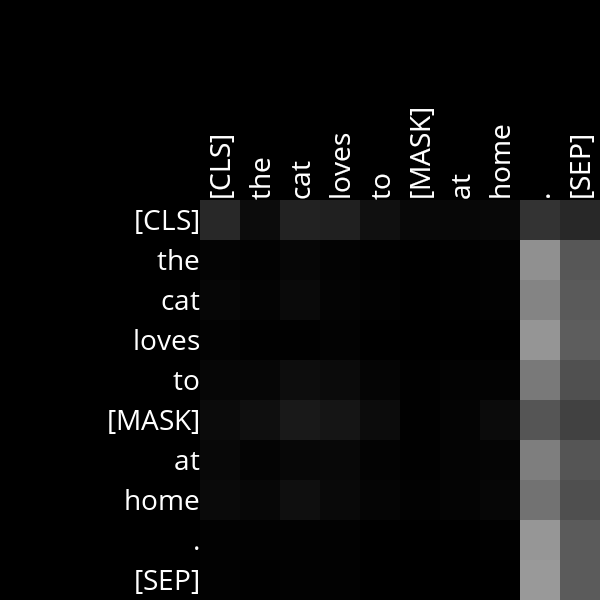 [CLS] the cat loves to [MASK] at home . [SEP]
[CLS]
the
cat
loves
to
[MASK]
at
home
.
[SEP]